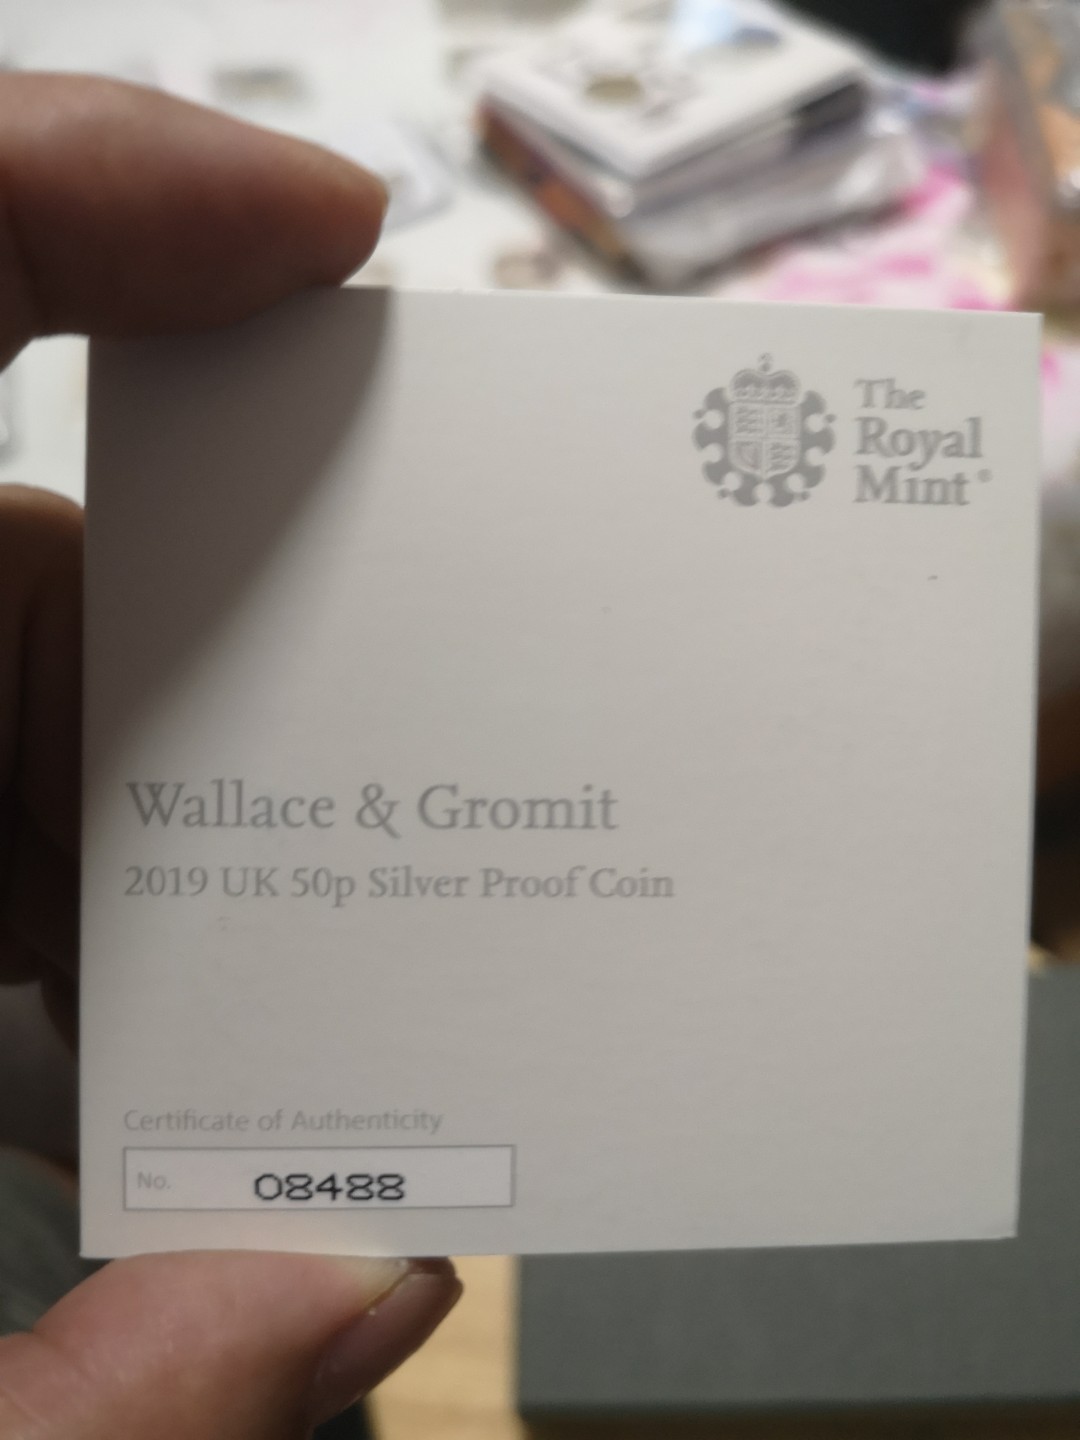 The
Royal
Mint®
Wallace & Gromit
2019 UK 50p Silver Proof Coin
Certificate of Authenticity
No. 08488